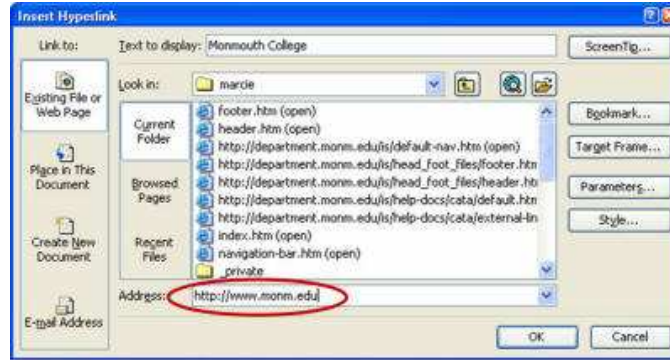 Insert Hyperlink
Link to:
Text to display: Monmouth College
ScreenTip...
Existing File or
Web Page
Look in:
marcie
Current
Folder
footer.htm (open)
header.htm (open)
http://department.monm.edu/is/default-nav.htm (open)
http://department.monm.edu/is/head_foot_files/footer.htm
http://department.monm.edu/is/head_foot_files/header.ht
http://department.monm.edu/is/help-docs/cata/default.htm
http://department.monm.edu/is/help-docs/cata/external-lin
index.htm (open)
navigation-bar.htm (open)
_private
Bookmark...
Target Frame...
Place in This
Document
Browsed
Pages
Parameters...
Style...
Create New
Document
Recent
Files
Address: http://www.monm.edu
E-mail Address
OK
Cancel